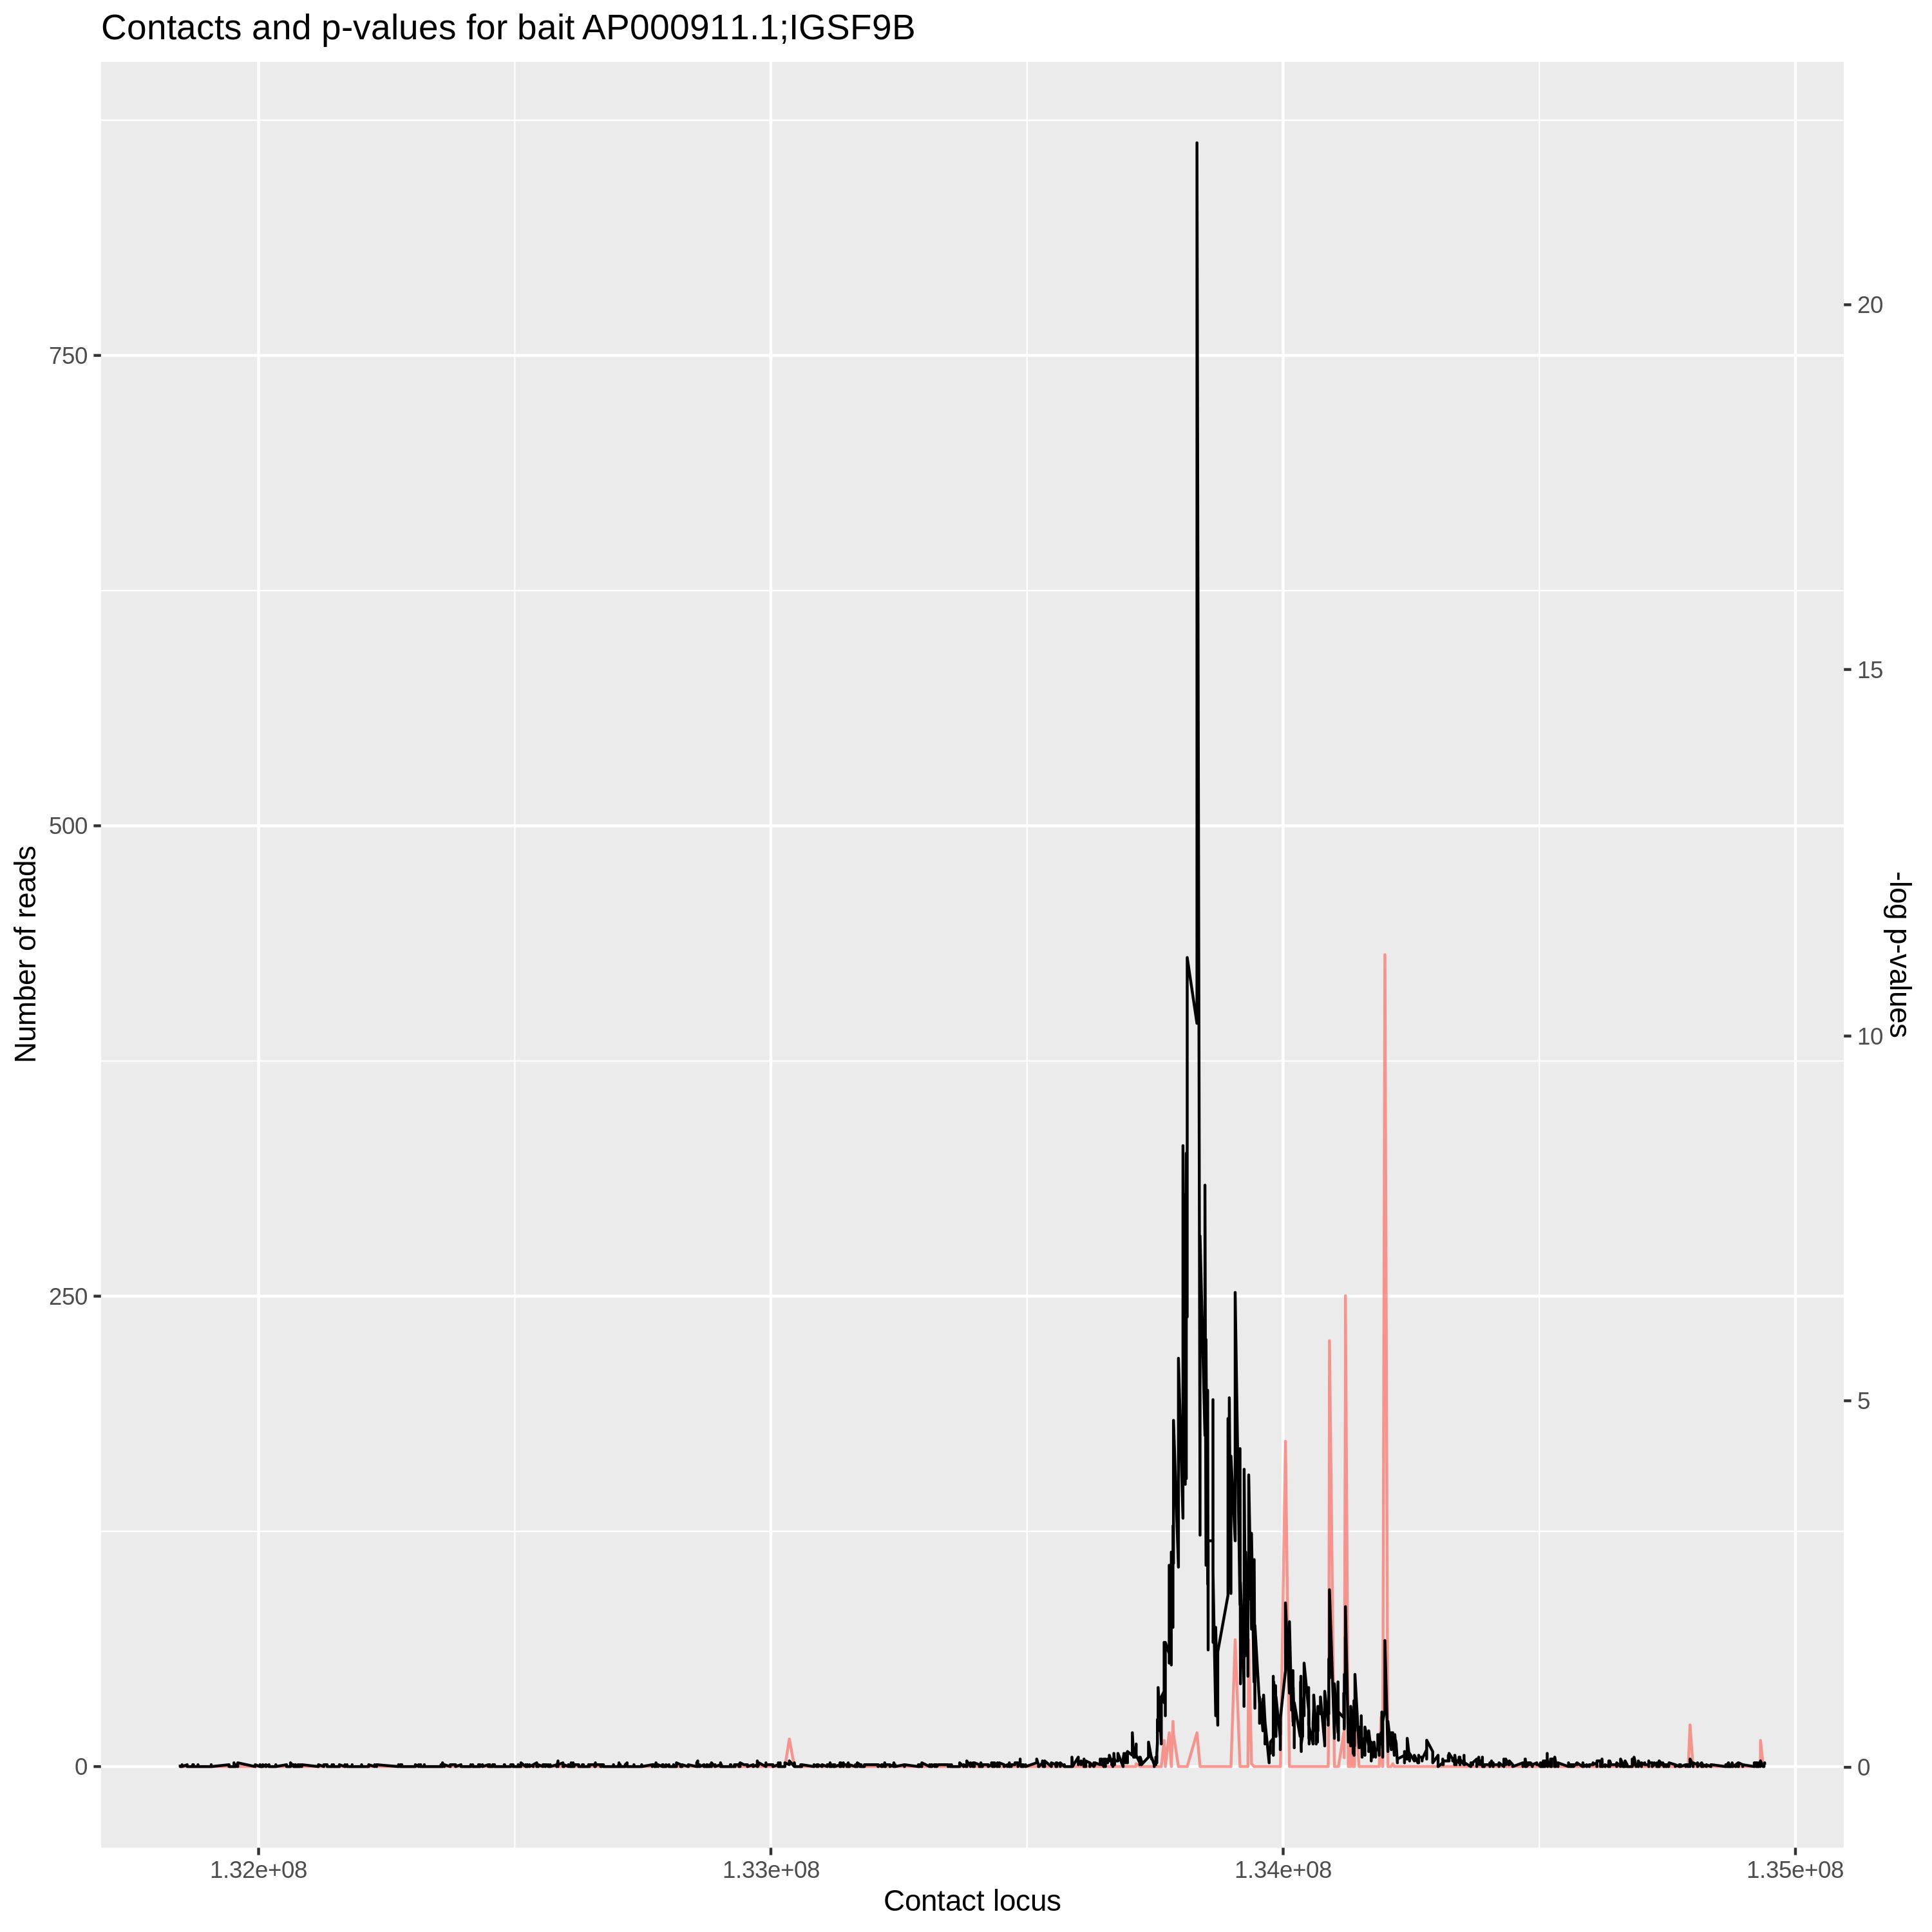 Contacts and p-values for bait AP000911.1;IGSF9B
750
500
250
0
Number of reads
20
15
10
5
0
-log p-values
1.32e+08
1.33e+08
1.34e+08
1.35e+08
Contact locus